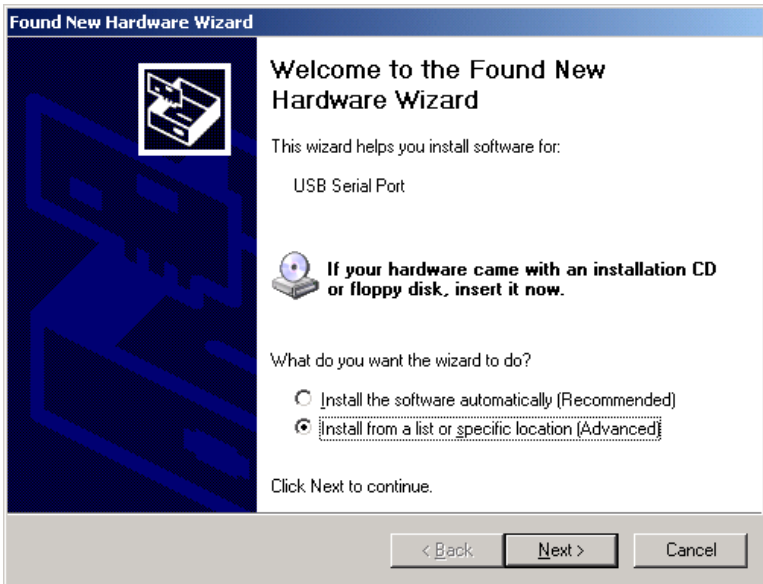 Found New Hardware Wizard
Welcome to the Found New
Hardware Wizard
This wizard helps you install software for:
USB Serial Port
If your hardware came with an installation CD
or floppy disk, insert it now.
What do you want the wizard to do?
Install the software automatically (Recommended)
Install from a list or specific location (Advanced)
Click Next to continue.
< Back
Next >
Cancel